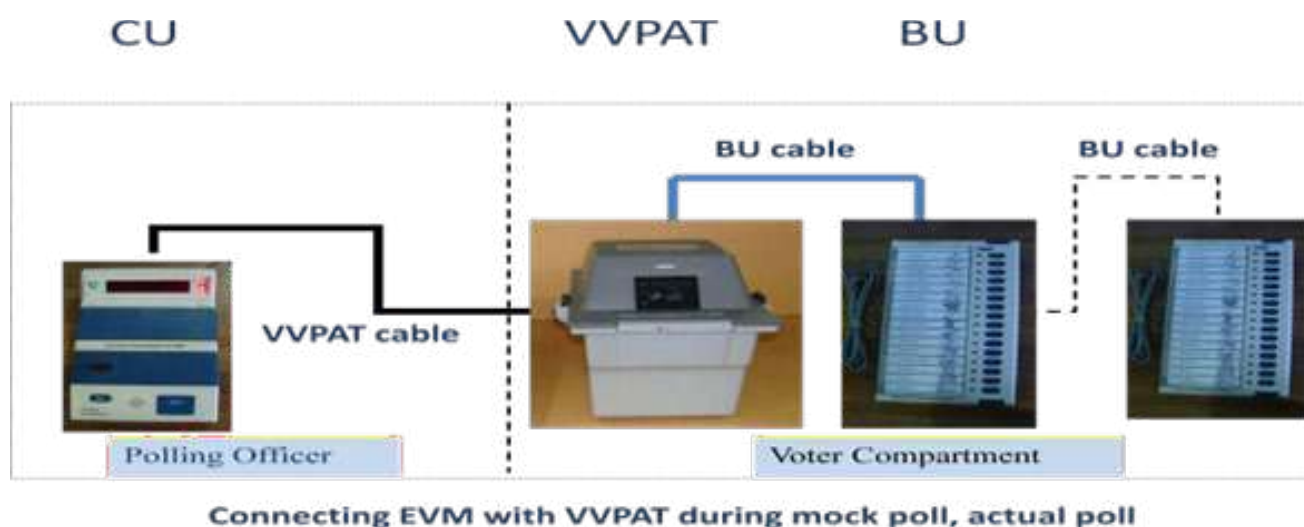 CU VVPAT BU
BU cable BU cable
VVPAT cable
Polling Officer Voter Compartment
Connecting EVM with VVPAT during mock poll, actual poll